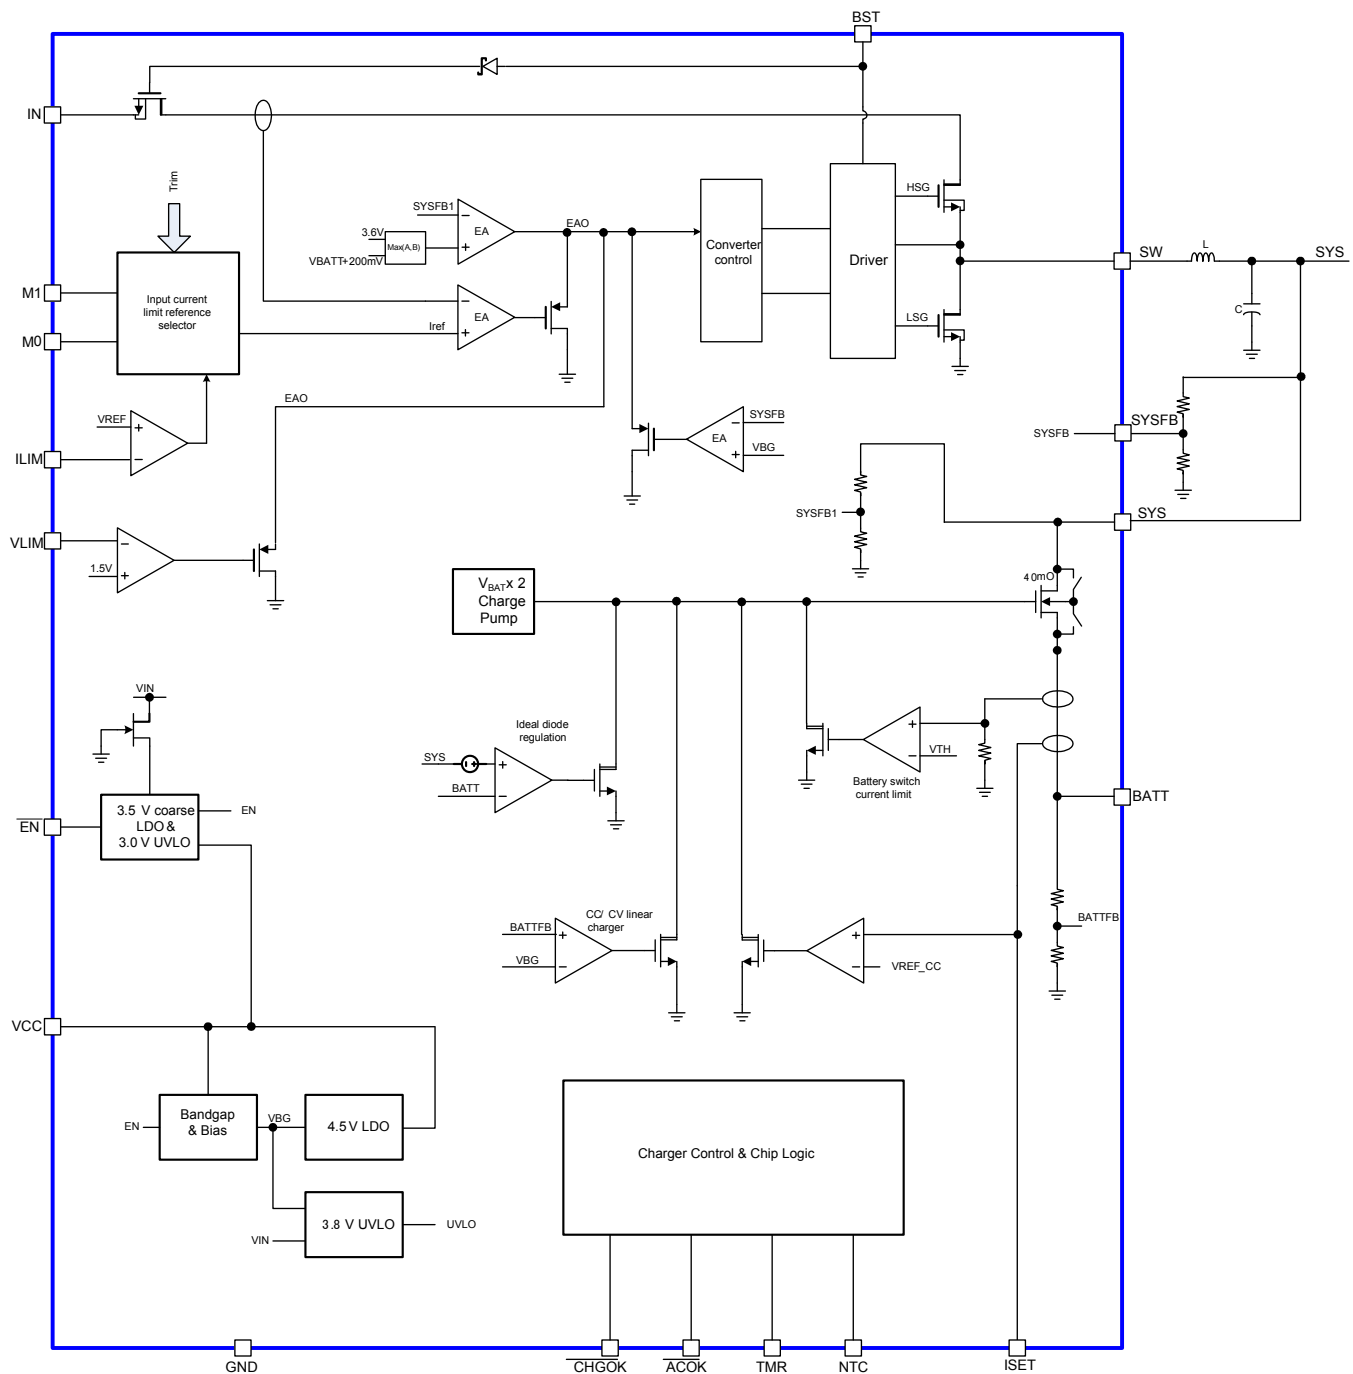 BST
IN
Trim
SYSFB1
EA
EAO
3.6V
Max(A,B)
VBATT+200mV
Converter
control
Driver
HSG
LSG
SW
L
SYS
C
M1
M0
Input current
limit reference
selector
Iref
EA
EAO
VREF
ILIM
SYSFB
EA
VBG
SYSFB
SYSFB
SYSFB1
SYS
VLIM
1.5V
40mO
VBAT x 2
Charge
Pump
VIN
Ideal diode
regulation
SYS
BATT
VTH
Battery switch
current limit
BATT
EN
3.5 V coarse
LDO &
3.0 V UVLO
EN
CC/ CV linear
charger
BATTFB
VBG
VREF_CC
BATTFB
VCC
EN
Bandgap
& Bias
VBG
4.5 V LDO
Charger Control & Chip Logic
VIN
3.8 V UVLO
UVLO
GND
CHGOK
ACOK
TMR
NTC
ISET